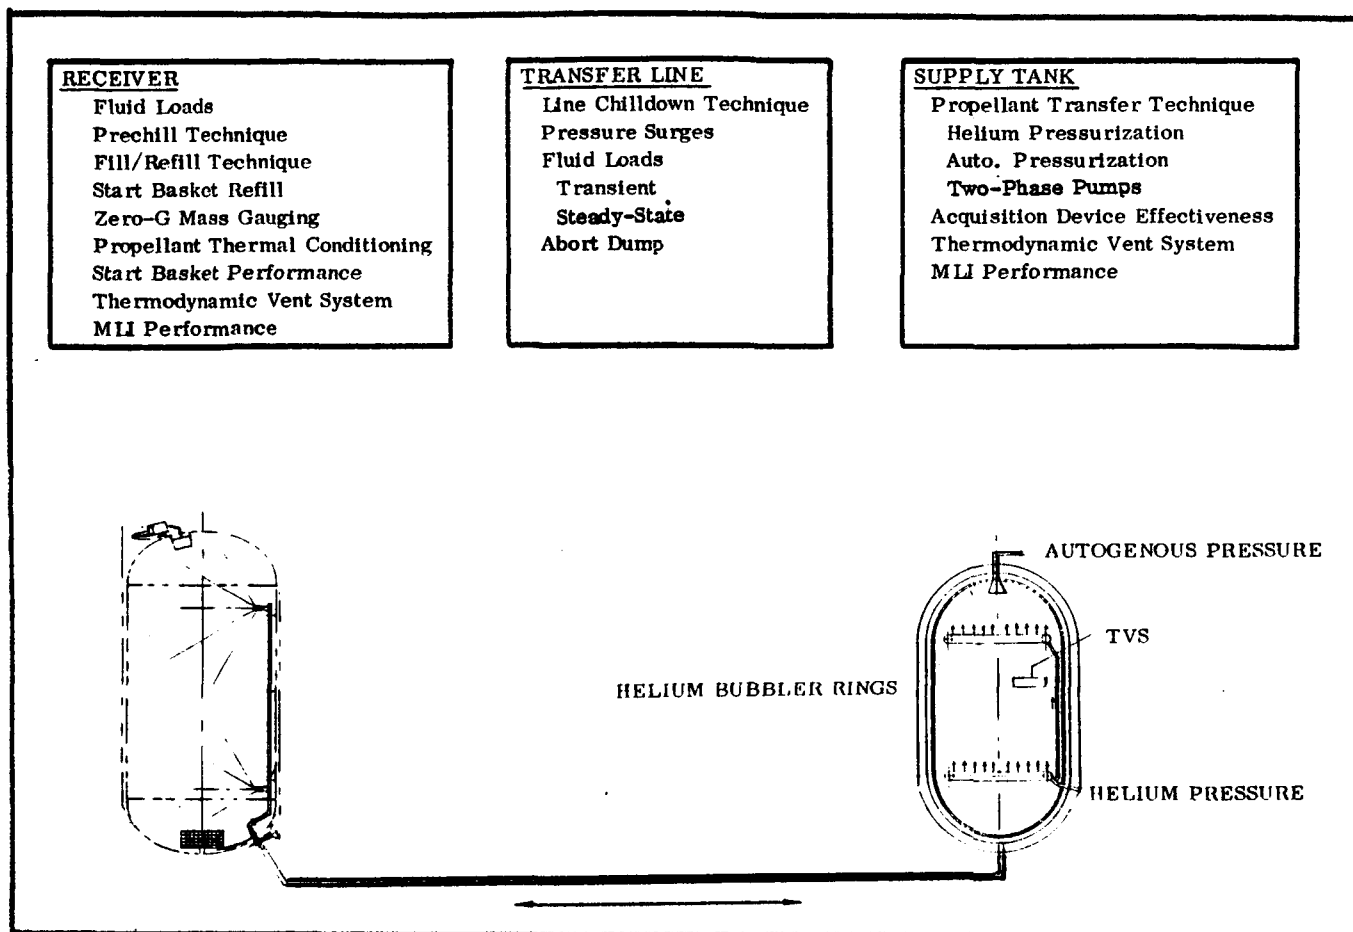 RECEIVER
Fluid Loads
Prechill Technique
Fill/Refill Technique
Start Basket Refill
Zero-G Mass Gauging
Propellant Thermal Conditioning
Start Basket Performance
Thermodynamic Vent System
MLI Performance
TRANSFER LINE
Line Chilldown Technique
Pressure Surges
Fluid Loads
Transient
Steady-State
Abort Dump
SUPPLY TANK
Propellant Transfer Technique
Helium Pressurization
Auto. Pressurization
Two-Phase Pumps
Acquisition Device Effectiveness
Thermodynamic Vent System
MLI Performance
AUTOGENOUS PRESSURE
TVS
HELIUM BUBBLER RINGS
HELIUM PRESSURE